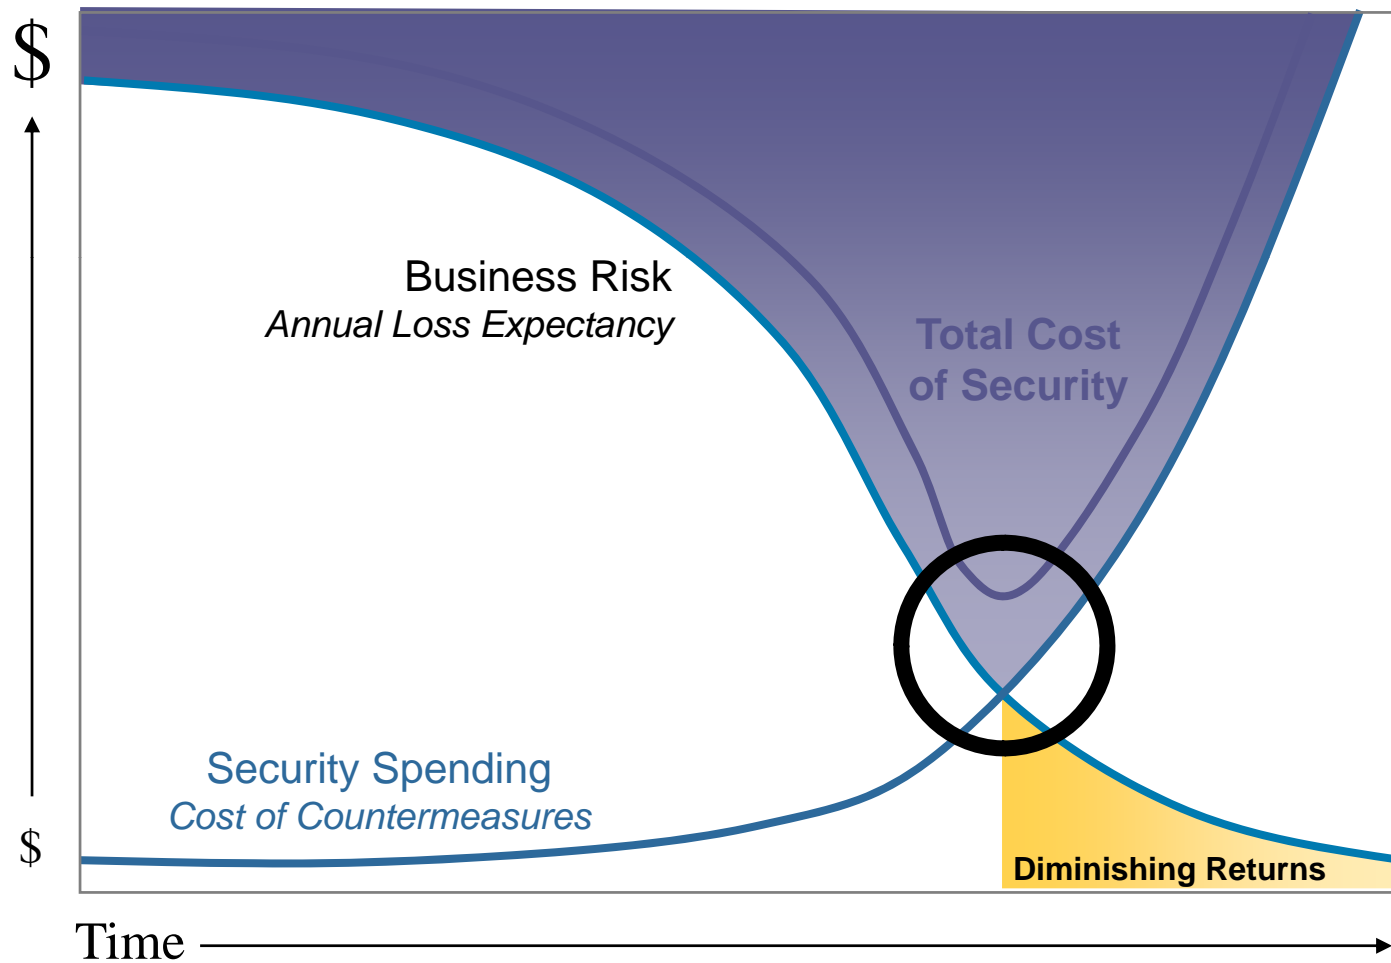 $
Business Risk
Annual Loss Expectancy
Total Cost
of Security
Security Spending
Cost of Countermeasures
$
Diminishing Returns
Time